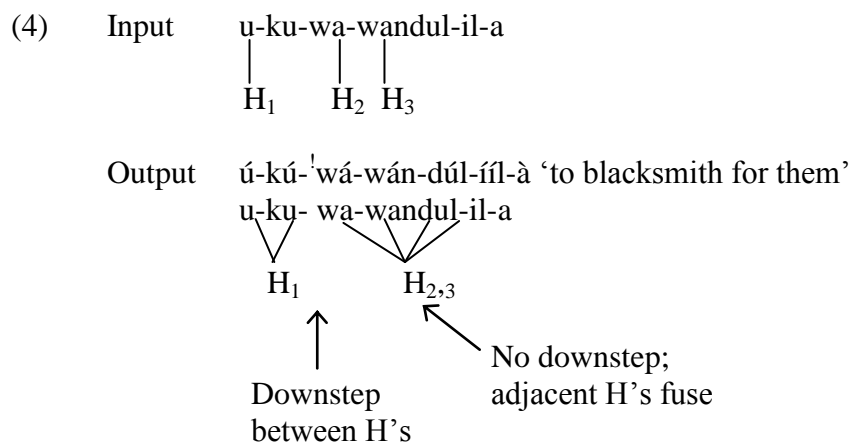 (4) Input u-ku-wa-wandul-il-a
H₁ H₂ H₃
Output ú-kú-ꜝwá-wán-dúl-ííl-à ‘to blacksmith for them’
u-ku- wa-wandul-il-a
H₁ H₂,₃
No downstep;
adjacent H’s fuse
Downstep
between H’s